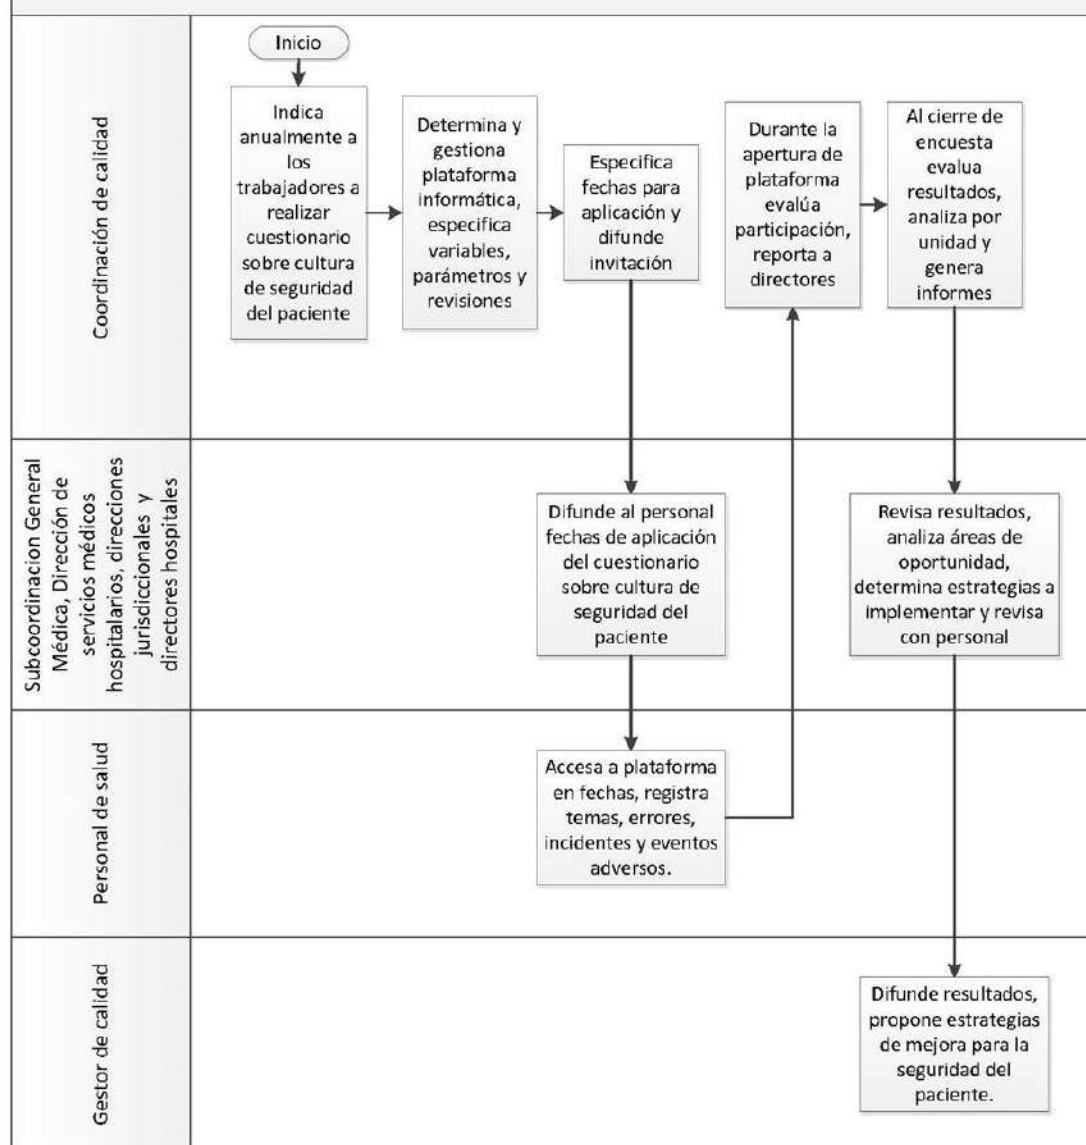 Coordinación de calidad
Inicio
Indica
anualmente a
los
trabajadores a
realizar
cuestionario
sobre cultura
de seguridad
del paciente
Determina y
gestiona
plataforma
informática,
especifica
variables,
parámetros y
revisiones
Especifica
fechas para
aplicación y
difunde
invitación
Durante la
apertura de
plataforma
evalúa
participación,
reporta a
directores
Al cierre de
encuesta
evalua
resultados,
analiza por
unidad y
genera
informes
Subcoordinacion General
Médica, Dirección de
servicios médicos
hospitalarios, direcciones
jurisdiccionales y
directores hospitales
Difunde al personal
fechas de aplicación
del cuestionario
sobre cultura de
seguridad del
paciente
Revisa resultados,
analiza áreas de
oportunidad,
determina estrategias a
implementar y revisa
con personal
Personal de salud
Accesa a plataforma
en fechas, registra
temas, errores,
incidentes y eventos
adversos.
Gestor de calidad
Difunde resultados,
propone estrategias
de mejora para la
seguridad del
paciente.